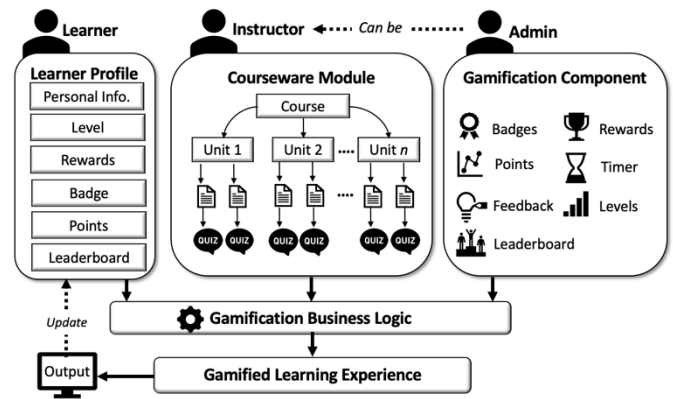 Learner
Instructor
Can be
Admin
Learner Profile
Personal Info.
Level
Rewards
Badge
Points
Leaderboard
Courseware Module
Course
Unit 1
Unit 2
....
Unit n
....
QUIZ
QUIZ
QUIZ
QUIZ
QUIZ
QUIZ
Gamification Component
Badges
Rewards
Points
Timer
Feedback
Levels
Leaderboard
Gamification Business Logic
Update
Output
Gamified Learning Experience